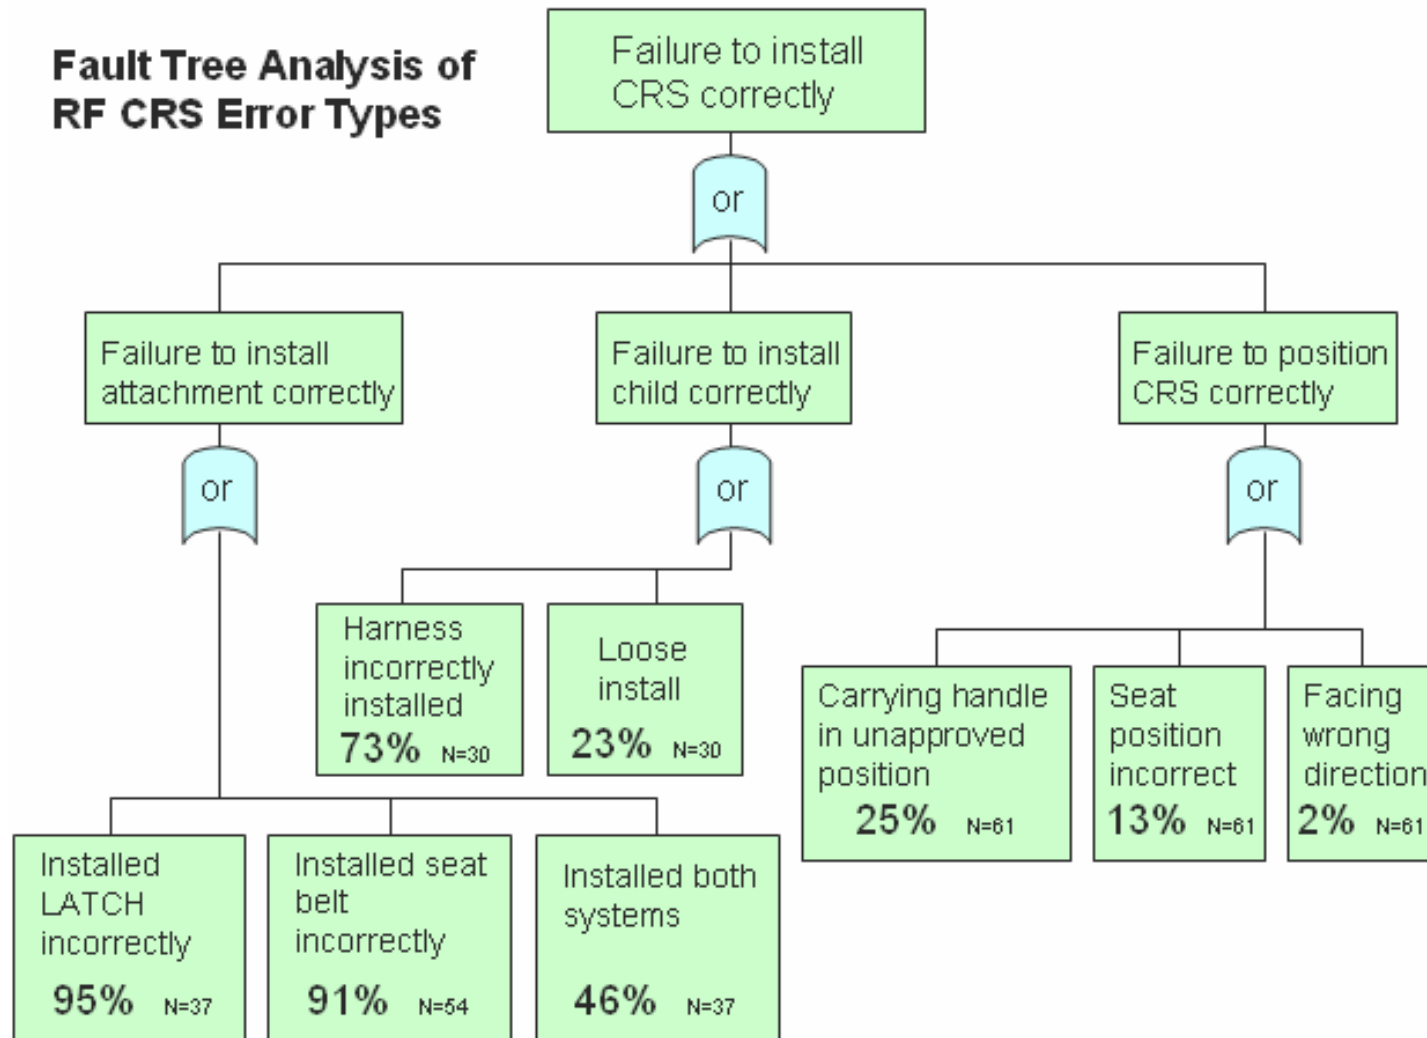 Fault Tree Analysis of
RF CRS Error Types
Failure to install
CRS correctly
or
Failure to install
attachment correctly
Failure to install
child correctly
Failure to position
CRS correctly
or
or
or
Harness
incorrectly
installed
73% N=30
Loose
install
23% N=30
Carrying handle
in unapproved
position
25% N=61
Seat
position
incorrect
13% N=61
Facing
wrong
direction
2% N=61
Installed
LATCH
incorrectly
95% N=37
Installed seat
belt
incorrectly
91% N=54
Installed both
systems
46% N=37